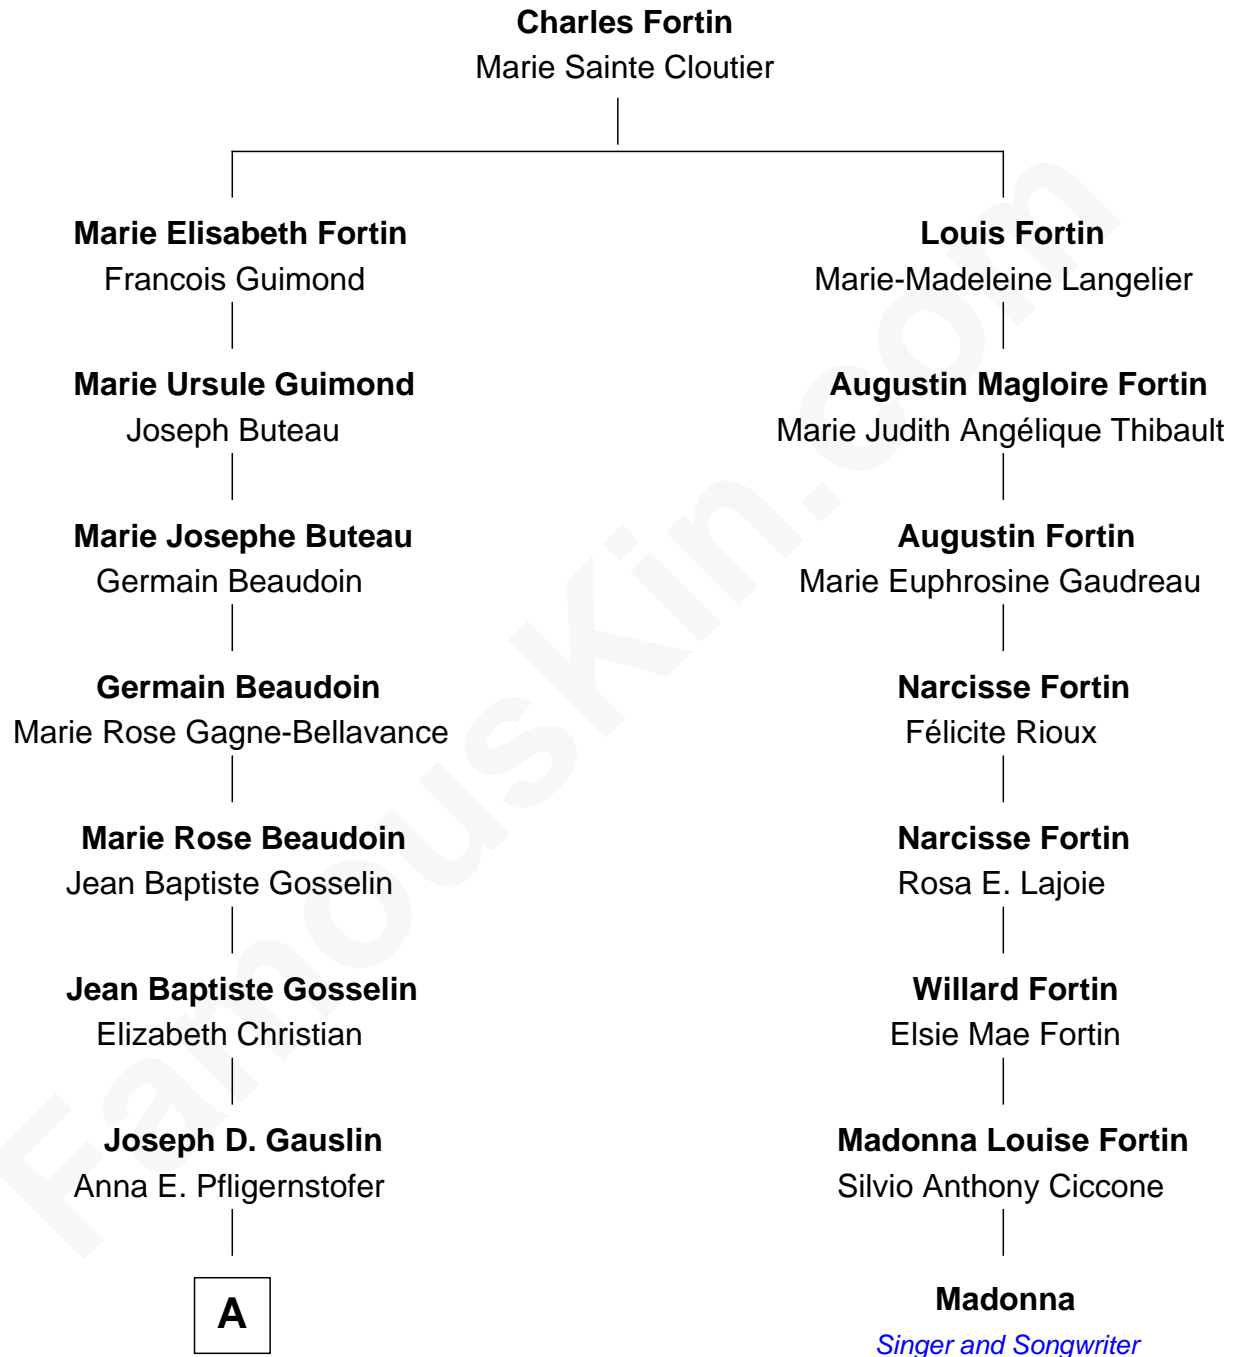 Charles Fortin
Marie Sainte Cloutier
Marie Elisabeth Fortin
Francois Guimond
Louis Fortin
Marie-Madeleine Langelier
Marie Ursule Guimond
Joseph Buteau
Augustin Magloire Fortin
Marie Judith Angélique Thibault
Marie Josephe Buteau
Germain Beaudoin
Augustin Fortin
Marie Euphrosine Gaudreau
Germain Beaudoin
Marie Rose Gagne-Bellavance
Narcisse Fortin
Félicite Rioux
Marie Rose Beaudoin
Jean Baptiste Gosselin
Narcisse Fortin
Rosa E. Lajoie
Jean Baptiste Gosselin
Elizabeth Christian
Willard Fortin
Elsie Mae Fortin
Joseph D. Gauslin
Anna E. Pfligernstofer
Madonna Louise Fortin
Silvio Anthony Ciccone
A
Madonna
Singer and Songwriter
FamousKin.com